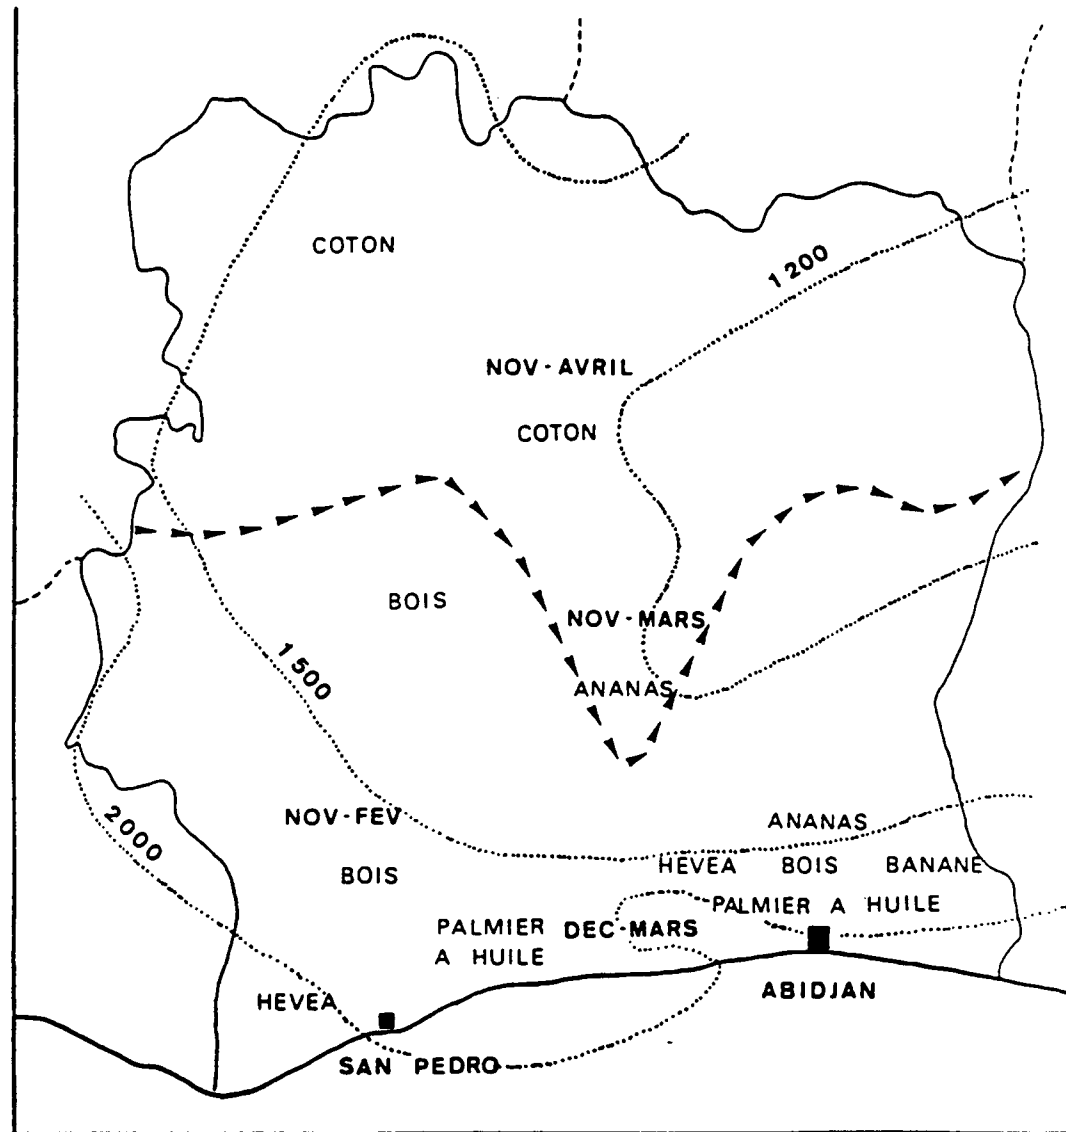 COTON
1200
NOV-AVRIL
COTON
BOIS
NOV-MARS
1500
ANANAS
2000
NOV-FEV
ANANAS
HEVEA BOIS BANANE
BOIS
PALMIER A HUILE
PALMIER
A HUILE
DEC-MARS
HEVEA
ABIDJAN
SAN PEDRO